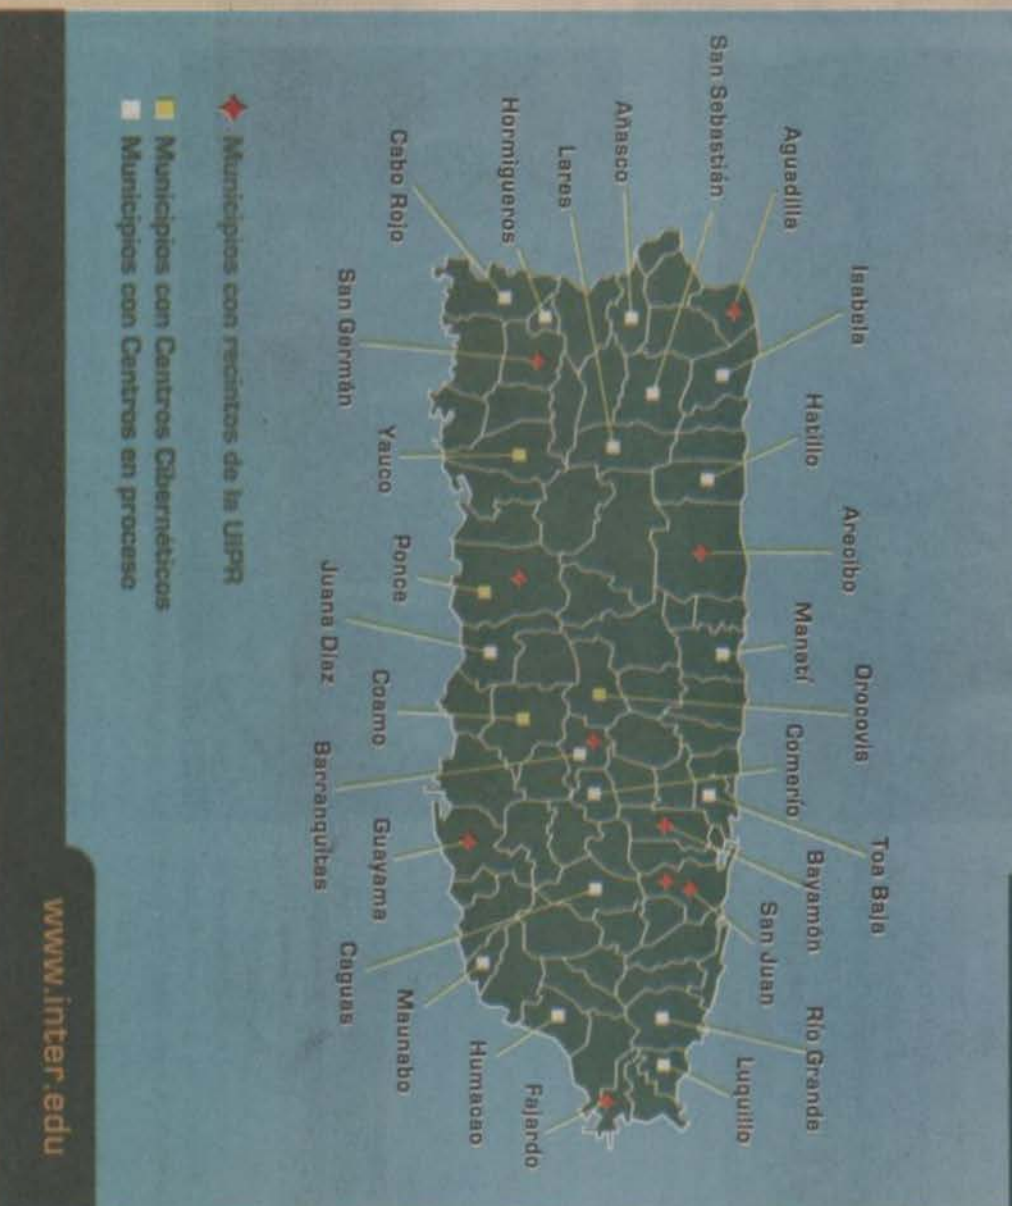 Isabela
Hatillo
Arecibo
Manatí
Orocovis
Comerío
Toa Baja
Bayamón
San Juan
Río Grande
Luquillo
Aguadilla
San Sebastián
Añasco
Lares
Hormigueros
Cabo Rojo
San Germán
Yauco
Ponce
Juana Díaz
Coamo
Barranquitas
Guayama
Caguas
Maunabo
Humacao
Fajardo
Municipios con recintos de la UIPR
Municipios con Centros Cibernéticos
Municipios con Centros en proceso
www.inter.edu